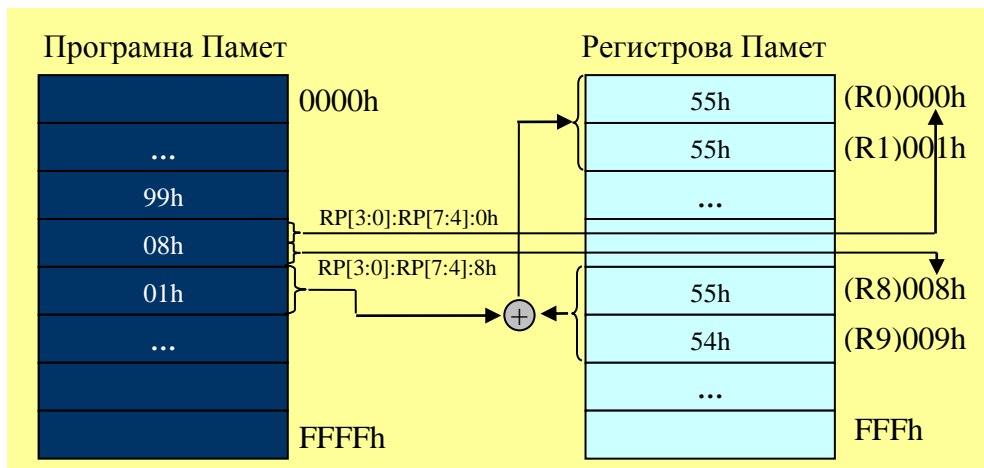 Програмна Памет
Регистрова Памет
0000h
55h
(R0)000h
...
55h
(R1)001h
99h
...
RP[3:0]:RP[7:4]:0h
08h
RP[3:0]:RP[7:4]:8h
01h
55h
(R8)008h
+
...
54h
(R9)009h
...
FFFFh
FFFh